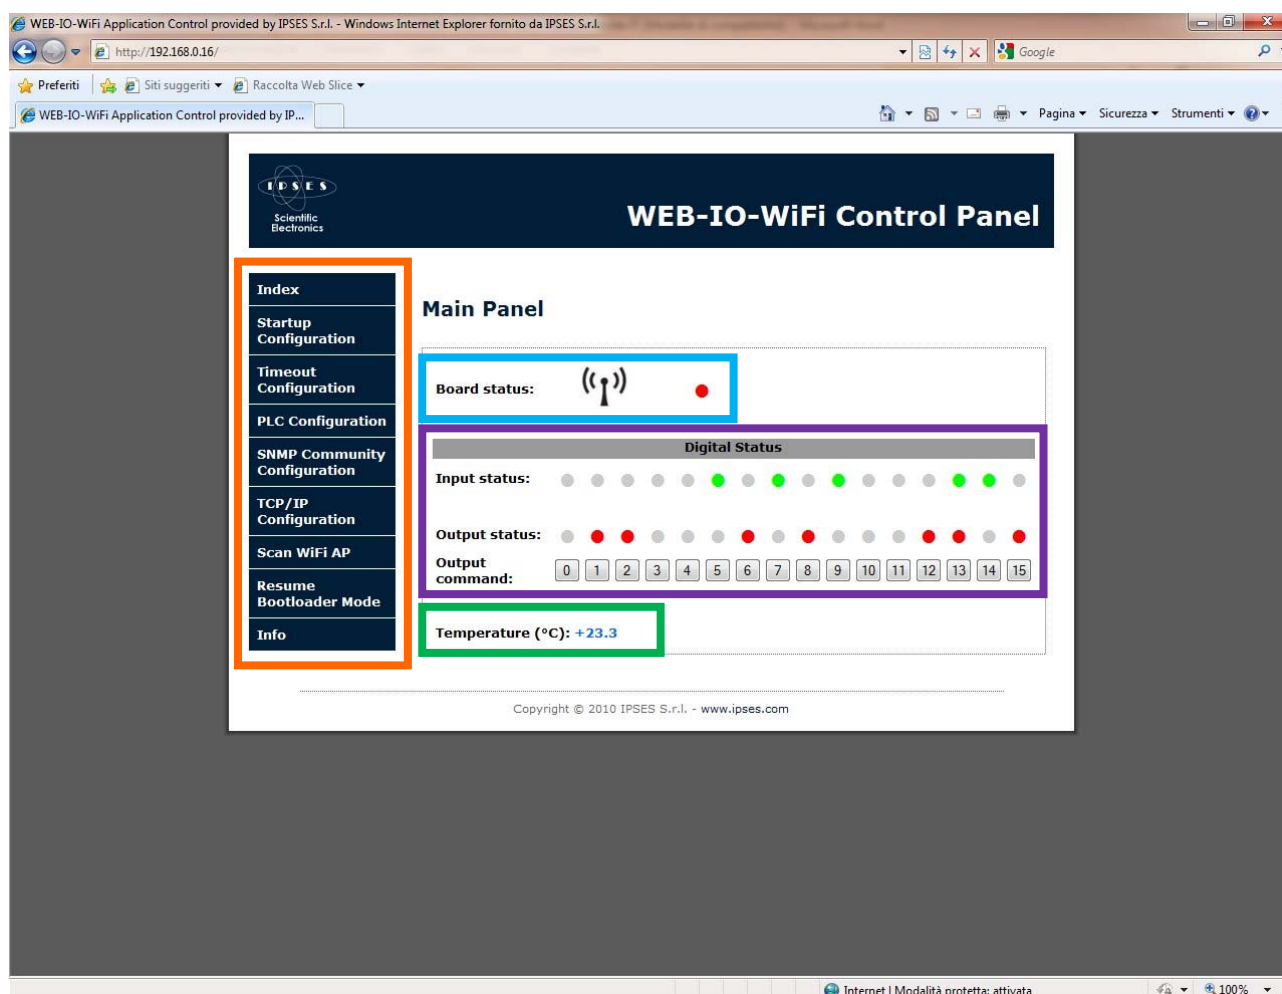 WEB-IO-WiFi Application Control provided by IPSES S.r.l. - Windows Internet Explorer fornito da IPSES S.r.l.
http://192.168.0.16/
Google
Preferiti Siti suggeriti Raccolta Web Slice
WEB-IO-WiFi Application Control provided by IP...
Pagina Sicurezza Strumenti
IPSES
Scientific
Electronics
WEB-IO-WiFi Control Panel
Index
Startup
Configuration
Timeout
Configuration
PLC Configuration
SNMP Community
Configuration
TCP/IP
Configuration
Scan WiFi AP
Resume
Bootloader Mode
Info
Main Panel
Board status:
Digital Status
Input status:
Output status:
Output
command:
0 1 2 3 4 5 6 7 8 9 10 11 12 13 14 15
Temperature (°C): +23.3
Copyright © 2010 IPSES S.r.l. - www.ipses.com
Internet | Modalità protetta: attivata
100%